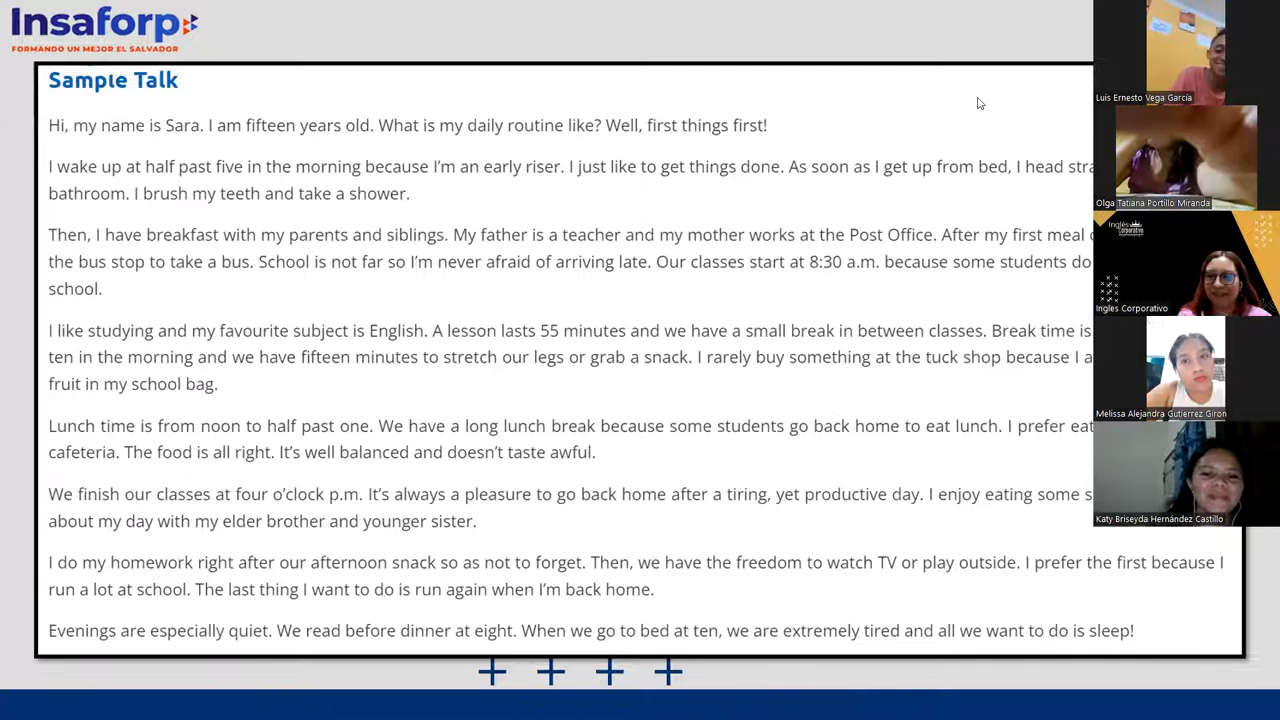 Insaforp
FORMANDO UN MEJOR EL SALVADOR
Sample Talk
Hi, my name is Sara. I am fifteen years old. What is my daily routine like? Well, first things first!
I wake up at half past five in the morning because I'm an early riser. I just like to get things done. As soon as I get up from bed, I head
bathroom. I brush my teeth and take a shower.
Then, I have breakfast with my parents and siblings. My father is a teacher and my mother works at the Post Office. After my first meal
the bus stop to take a bus. School is not far so I'm never afraid of arriving late. Our classes start at 8:30 a.m. because some students do
school.
I like studying and my favourite subject is English. A lesson lasts 55 minutes and we have a small break in between classes. Break time is
ten in the morning and we have fifteen minutes to stretch our legs or grab a snack. I rarely buy something at the tuck shop because I
fruit in my school bag.
Lunch time is from noon to half past one. We have a long lunch break because some students go back home to eat lunch. I prefer
cafeteria. The food is all right. It's well balanced and doesn't taste awful.
We finish our classes at four o'clock p.m. It's always a pleasure to go back home after a tiring, yet productive day. I enjoy eating some
about my day with my elder brother and younger sister.
I do my homework right after our afternoon snack so as not to forget. Then, we have the freedom to watch TV or play outside. I prefer the first because I
run a lot at school. The last thing I want to do is run again when I'm back home.
Evenings are especially quiet. We read before dinner at eight. When we go to bed at ten, we are extremely tired and all we want to do is sleep!
Luis Ernesto Vega García
Olga Tatiana Portillo Miranda
Inglés
Corporativo
Ingles Corporativo
Melissa Alejandra Gutierrez Giron
Katy Briseyda Hernández Castillo